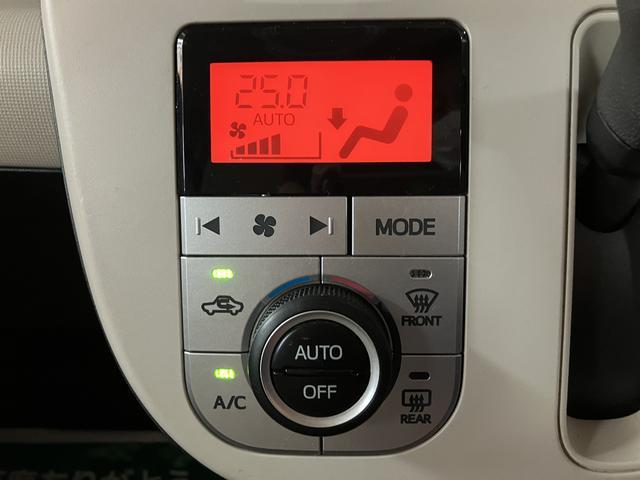 25.0
AUTO
MODE
FRONT
AUTO
OFF
A/C
REAR